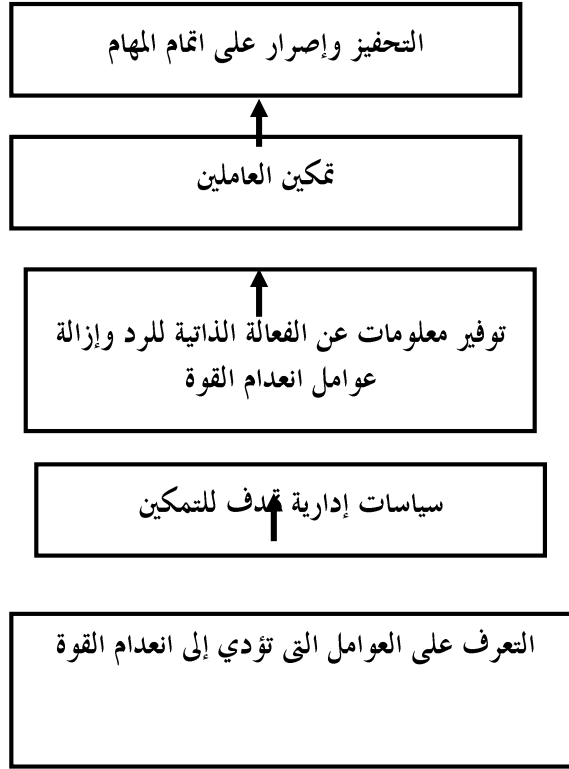 التحفيز وإصرار على اتمام المهام
تمكين العاملين
توفير معلومات عن الفعالة الذاتية للرد وإزالة
عوامل انعدام القوة
سياسات إدارية تهدف للتمكين
التعرف على العوامل التي تؤدي إلى انعدام القوة